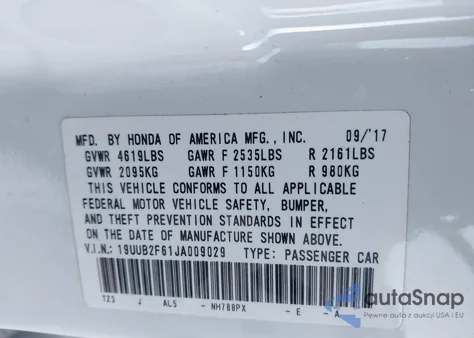 MFD. BY HONDA OF AMERICA MFG., INC. 09/'17
GVWR 4619LBS GAWR F 2535LBS R 2161LBS
GVWR 2095KG GAWR F 1150KG R 980KG
THIS VEHICLE CONFORMS TO ALL APPLICABLE
FEDERAL MOTOR VEHICLE SAFETY, BUMPER,
AND THEFT PREVENTION STANDARDS IN EFFECT
ON THE DATE OF MANUFACTURE SHOWN ABOVE.
V.I.N.: 19UUB2F61JA009029 TYPE: PASSENGER CAR
TZ3 J AL5 - NH788PX - E - A
autoSnap
Pewne auta z aukcji USA i EU